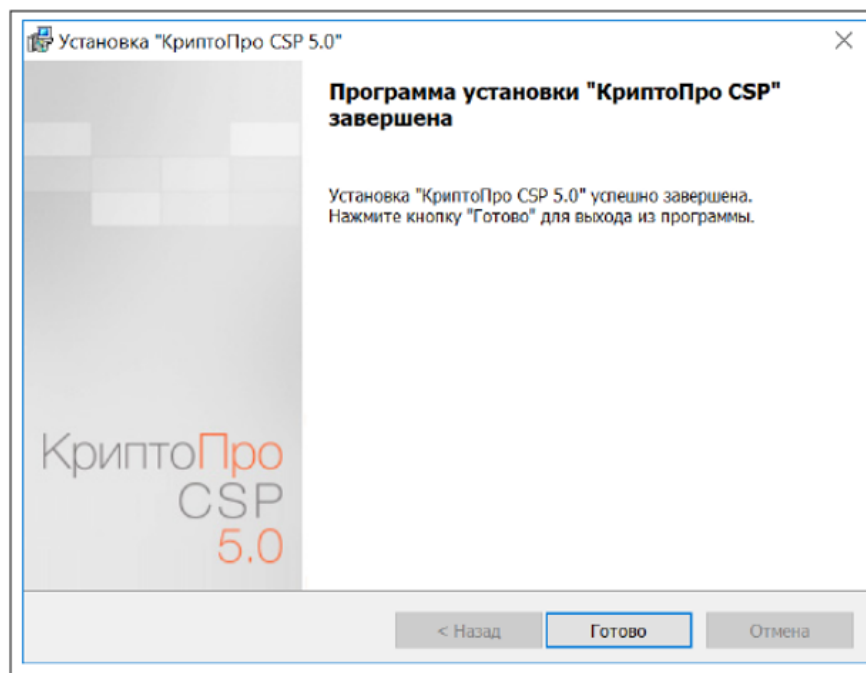 Установка "КриптоПро CSP 5.0"
Программа установки "КриптоПро CSP"
завершена
Установка "КриптоПро CSP 5.0" успешно завершена.
Нажмите кнопку "Готово" для выхода из программы.
КриптоПро
CSP
5.0
< Назад
Готово
Отмена